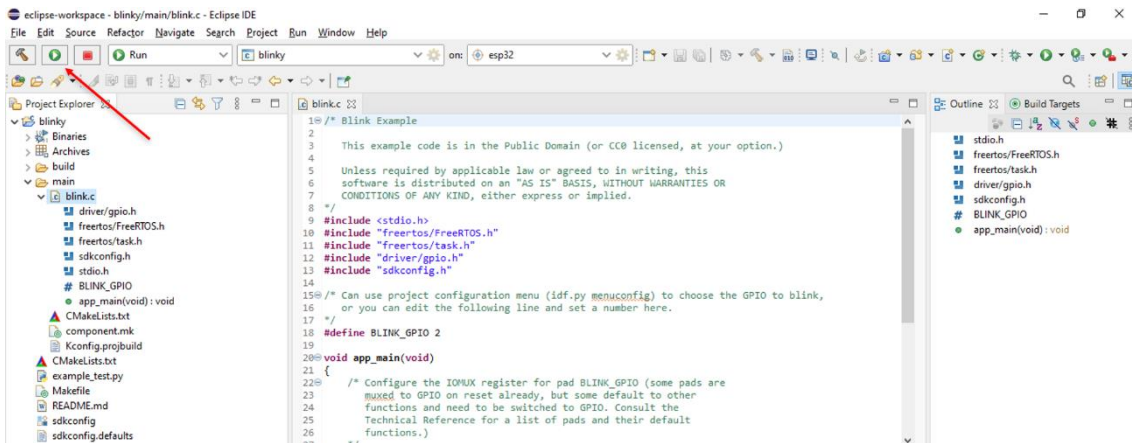 eclipse-workspace - blinky/main/blink.c - Eclipse IDE
File Edit Source Refactor Navigate Search Project Run Window Help
Run blinky on: esp32
Project Explorer
blinky
Binaries
Archives
build
main
blink.c
driver/gpio.h
freertos/FreeRTOS.h
freertos/task.h
sdkconfig.h
stdio.h
# BLINK_GPIO
app_main(void) : void
CMakeLists.txt
component.mk
Kconfig.projbuild
CMakeLists.txt
example_test.py
Makefile
README.md
sdkconfig
sdkconfig.defaults
blink.c
1 /* Blink Example
2
3 This example code is in the Public Domain (or CC0 licensed, at your option.)
4
5 Unless required by applicable law or agreed to in writing, this
6 software is distributed on an "AS IS" BASIS, WITHOUT WARRANTIES OR
7 CONDITIONS OF ANY KIND, either express or implied.
8 */
9 #include <stdio.h>
10 #include "freertos/FreeRTOS.h"
11 #include "freertos/task.h"
12 #include "driver/gpio.h"
13 #include "sdkconfig.h"
14
15 /* Can use project configuration menu (idf.py menuconfig) to choose the GPIO to blink,
16 or you can edit the following line and set a number here.
17 */
18 #define BLINK_GPIO 2
19
20 void app_main(void)
21 {
22 /* Configure the IOMUX register for pad BLINK_GPIO (some pads are
23 muxed to GPIO on reset already, but some default to other
24 functions and need to be switched to GPIO. Consult the
25 Technical Reference for a list of pads and their default
26 functions.)
Outline Build Targets
stdio.h
freertos/FreeRTOS.h
freertos/task.h
driver/gpio.h
sdkconfig.h
# BLINK_GPIO
app_main(void) : void